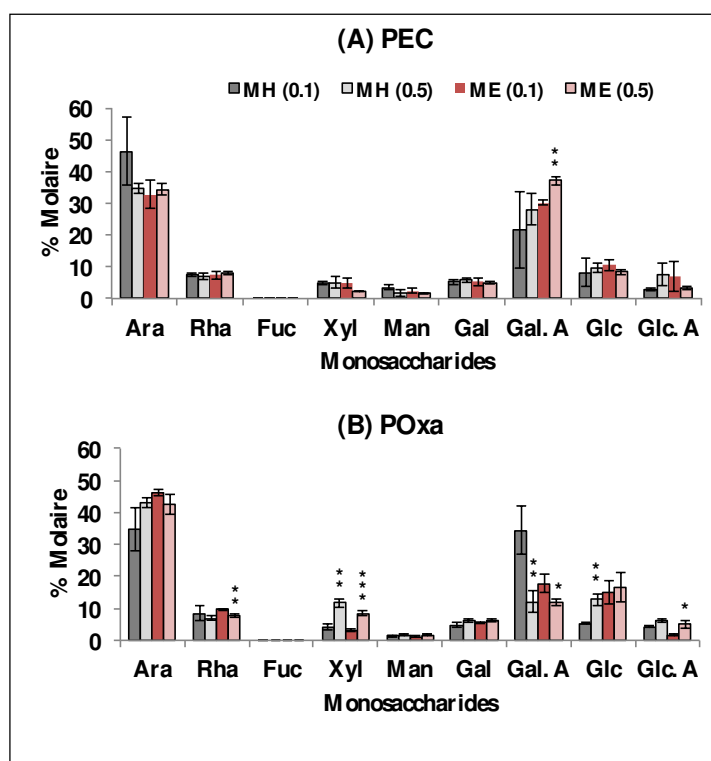 (A) PEC
MH (0.1) MH (0.5) ME (0.1) ME (0.5)
% Molaire
60
50
40
30
20
10
0
**
Ara Rha Fuc Xyl Man Gal Gal. A Glc Glc. A
Monosaccharides
(B) POxa
% Molaire
60
50
40
30
20
10
0
** ** *** ** * ** *
Ara Rha Fuc Xyl Man Gal Gal. A Glc Glc. A
Monosaccharides